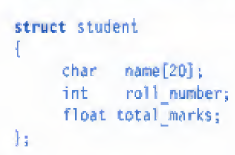 struct student
{
char name[20];
int roll_number;
float total_marks;
};